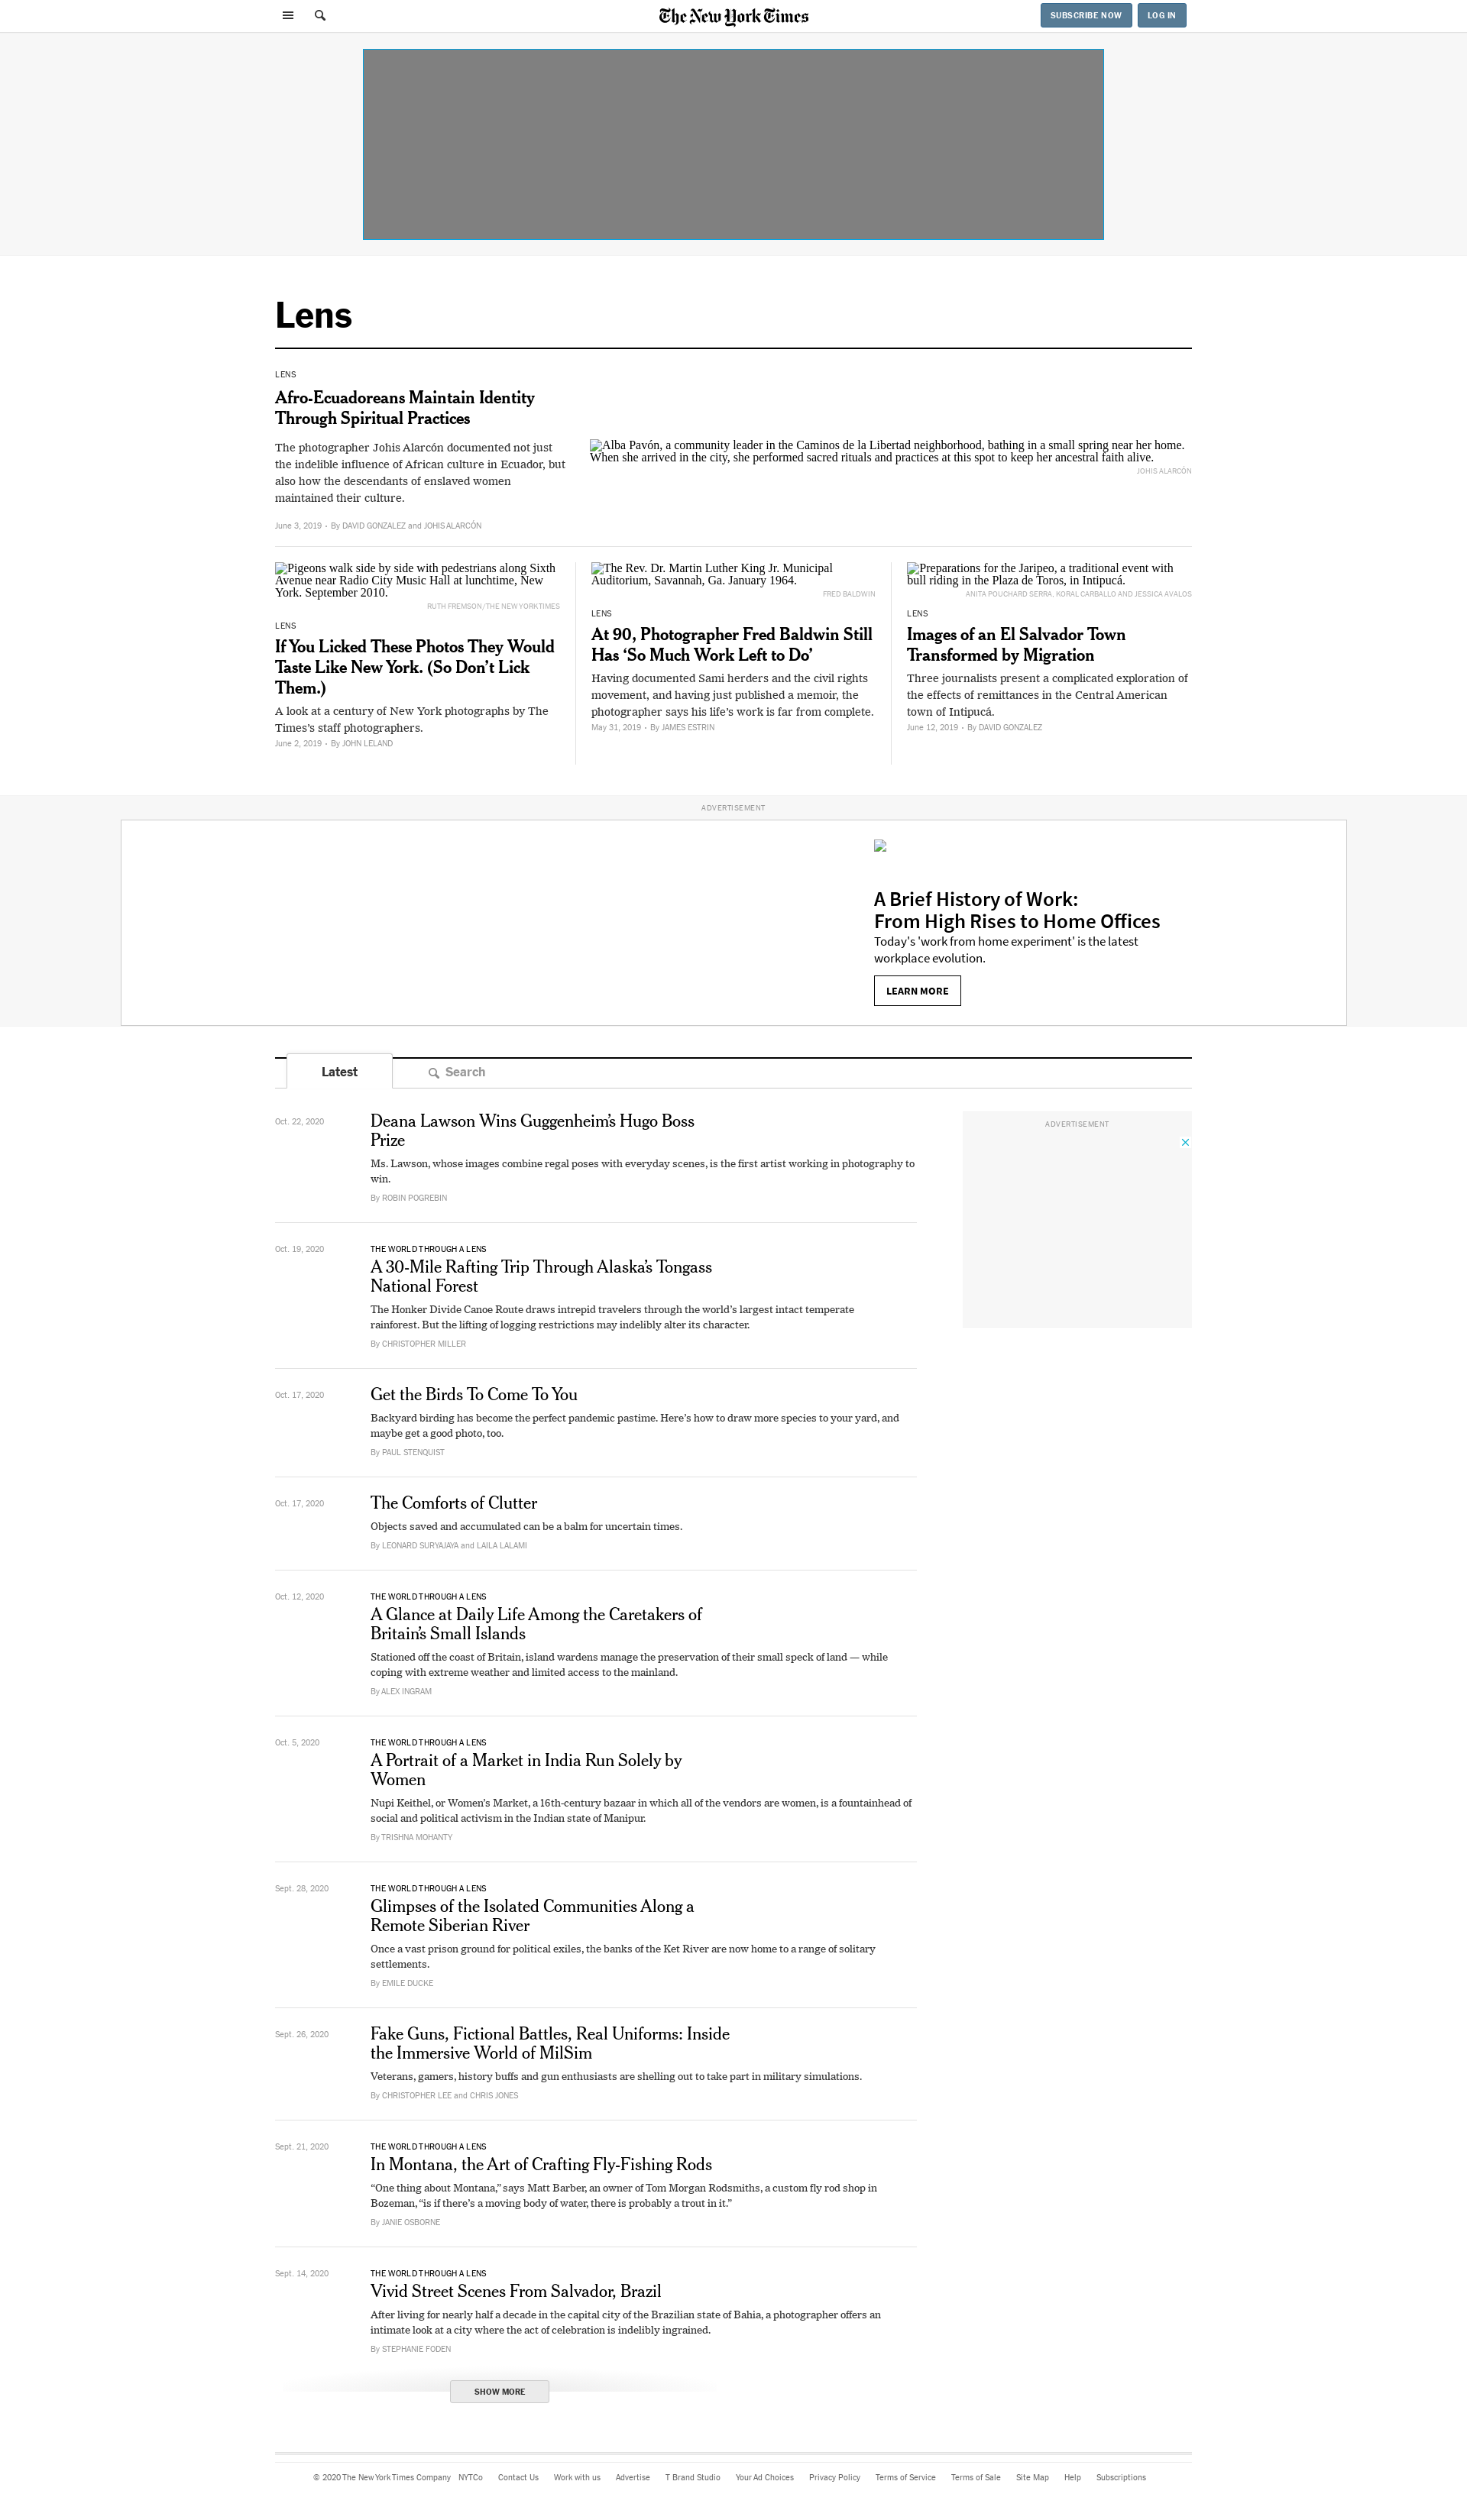 The New York Times
SUBSCRIBE NOW
LOG IN
Lens
LENS
Afro-Ecuadoreans Maintain Identity
Through Spiritual Practices
The photographer Johis Alarcón documented not just
the indelible influence of African culture in Ecuador, but
also how the descendants of enslaved women
maintained their culture.
June 3, 2019 • By DAVID GONZALEZ and JOHIS ALARCÓN
Alba Pavón, a community leader in the Caminos de la Libertad neighborhood, bathing in a small spring near her home.
When she arrived in the city, she performed sacred rituals and practices at this spot to keep her ancestral faith alive.
JOHIS ALARCÓN
Pigeons walk side by side with pedestrians along Sixth
Avenue near Radio City Music Hall at lunchtime, New
York. September 2010.
RUTH FREMSON/THE NEW YORK TIMES
LENS
If You Licked These Photos They Would
Taste Like New York. (So Don’t Lick
Them.)
A look at a century of New York photographs by The
Times’s staff photographers.
June 2, 2019 • By JOHN LELAND
The Rev. Dr. Martin Luther King Jr. Municipal
Auditorium, Savannah, Ga. January 1964.
FRED BALDWIN
LENS
At 90, Photographer Fred Baldwin Still
Has ‘So Much Work Left to Do’
Having documented Sami herders and the civil rights
movement, and having just published a memoir, the
photographer says his life’s work is far from complete.
May 31, 2019 • By JAMES ESTRIN
Preparations for the Jaripeo, a traditional event with
bull riding in the Plaza de Toros, in Intipucá.
ANITA POUCHARD SERRA, KORAL CARBALLO AND JESSICA AVALOS
LENS
Images of an El Salvador Town
Transformed by Migration
Three journalists present a complicated exploration of
the effects of remittances in the Central American
town of Intipucá.
June 12, 2019 • By DAVID GONZALEZ
ADVERTISEMENT
A Brief History of Work:
From High Rises to Home Offices
Today's 'work from home experiment' is the latest
workplace evolution.
LEARN MORE
Latest
Search
ADVERTISEMENT
Oct. 22, 2020
Deana Lawson Wins Guggenheim’s Hugo Boss
Prize
Ms. Lawson, whose images combine regal poses with everyday scenes, is the first artist working in photography to
win.
By ROBIN POGREBIN
Oct. 19, 2020
THE WORLD THROUGH A LENS
A 30-Mile Rafting Trip Through Alaska’s Tongass
National Forest
The Honker Divide Canoe Route draws intrepid travelers through the world’s largest intact temperate
rainforest. But the lifting of logging restrictions may indelibly alter its character.
By CHRISTOPHER MILLER
Oct. 17, 2020
Get the Birds To Come To You
Backyard birding has become the perfect pandemic pastime. Here’s how to draw more species to your yard, and
maybe get a good photo, too.
By PAUL STENQUIST
Oct. 17, 2020
The Comforts of Clutter
Objects saved and accumulated can be a balm for uncertain times.
By LEONARD SURYAJAYA and LAILA LALAMI
Oct. 12, 2020
THE WORLD THROUGH A LENS
A Glance at Daily Life Among the Caretakers of
Britain’s Small Islands
Stationed off the coast of Britain, island wardens manage the preservation of their small speck of land — while
coping with extreme weather and limited access to the mainland.
By ALEX INGRAM
Oct. 5, 2020
THE WORLD THROUGH A LENS
A Portrait of a Market in India Run Solely by
Women
Nupi Keithel, or Women’s Market, a 16th-century bazaar in which all of the vendors are women, is a fountainhead of
social and political activism in the Indian state of Manipur.
By TRISHNA MOHANTY
Sept. 28, 2020
THE WORLD THROUGH A LENS
Glimpses of the Isolated Communities Along a
Remote Siberian River
Once a vast prison ground for political exiles, the banks of the Ket River are now home to a range of solitary
settlements.
By EMILE DUCKE
Sept. 26, 2020
Fake Guns, Fictional Battles, Real Uniforms: Inside
the Immersive World of MilSim
Veterans, gamers, history buffs and gun enthusiasts are shelling out to take part in military simulations.
By CHRISTOPHER LEE and CHRIS JONES
Sept. 21, 2020
THE WORLD THROUGH A LENS
In Montana, the Art of Crafting Fly-Fishing Rods
“One thing about Montana,” says Matt Barber, an owner of Tom Morgan Rodsmiths, a custom fly rod shop in
Bozeman, “is if there’s a moving body of water, there is probably a trout in it.”
By JANIE OSBORNE
Sept. 14, 2020
THE WORLD THROUGH A LENS
Vivid Street Scenes From Salvador, Brazil
After living for nearly half a decade in the capital city of the Brazilian state of Bahia, a photographer offers an
intimate look at a city where the act of celebration is indelibly ingrained.
By STEPHANIE FODEN
SHOW MORE
© 2020 The New York Times Company NYTCo Contact Us Work with us Advertise T Brand Studio Your Ad Choices Privacy Policy Terms of Service Terms of Sale Site Map Help Subscriptions